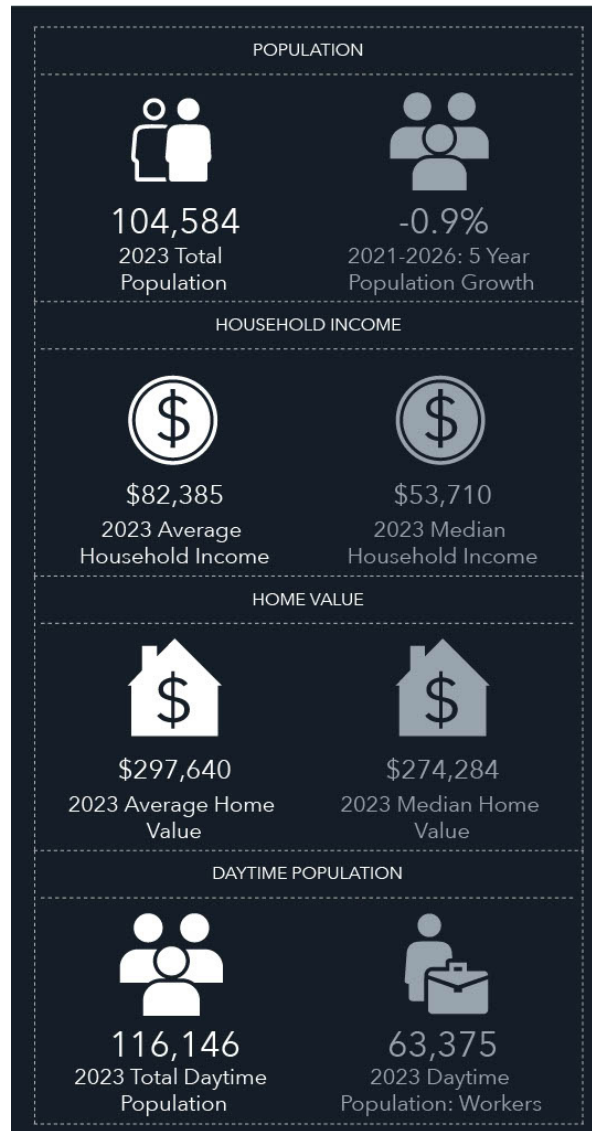 POPULATION
104,584
2023 Total
Population
-0.9%
2021-2026: 5 Year
Population Growth
HOUSEHOLD INCOME
$
$82,385
2023 Average
Household Income
$
$53,710
2023 Median
Household Income
HOME VALUE
$
$297,640
2023 Average Home
Value
$
$274,284
2023 Median Home
Value
DAYTIME POPULATION
116,146
2023 Total Daytime
Population
63,375
2023 Daytime
Population: Workers